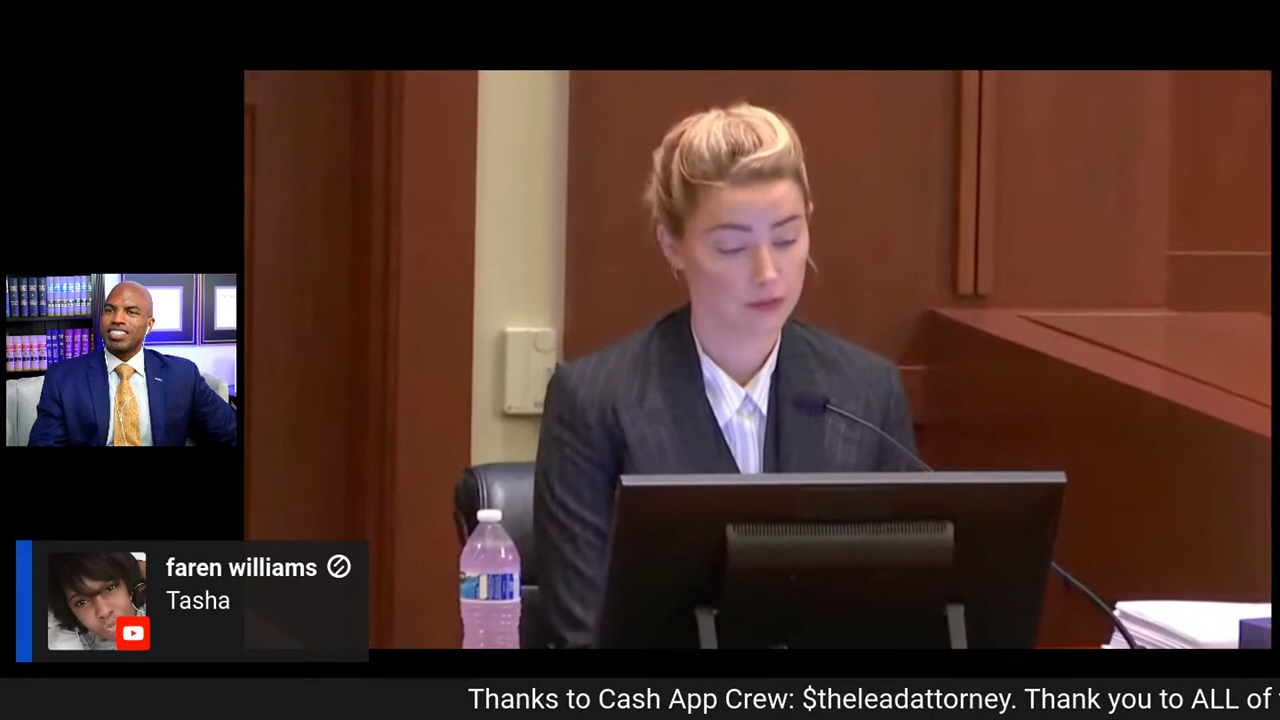 faren williams
Tasha
Thanks to Cash App Crew: $theleadattorney. Thank you to ALL of